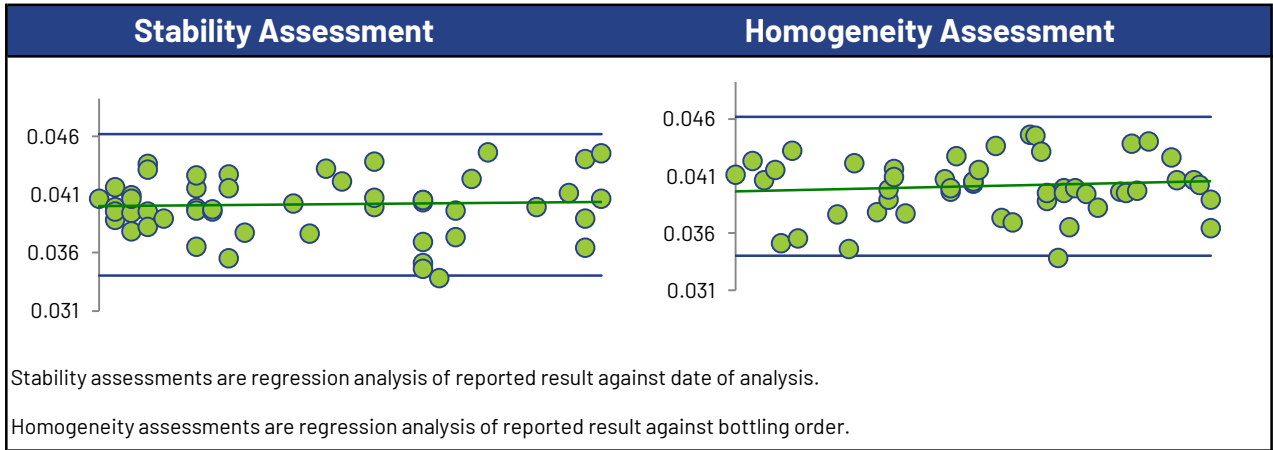 Stability Assessment
Homogeneity Assessment
0.046
0.041
0.036
0.031
0.046
0.041
0.036
0.031
Stability assessments are regression analysis of reported result against date of analysis.
Homogeneity assessments are regression analysis of reported result against bottling order.